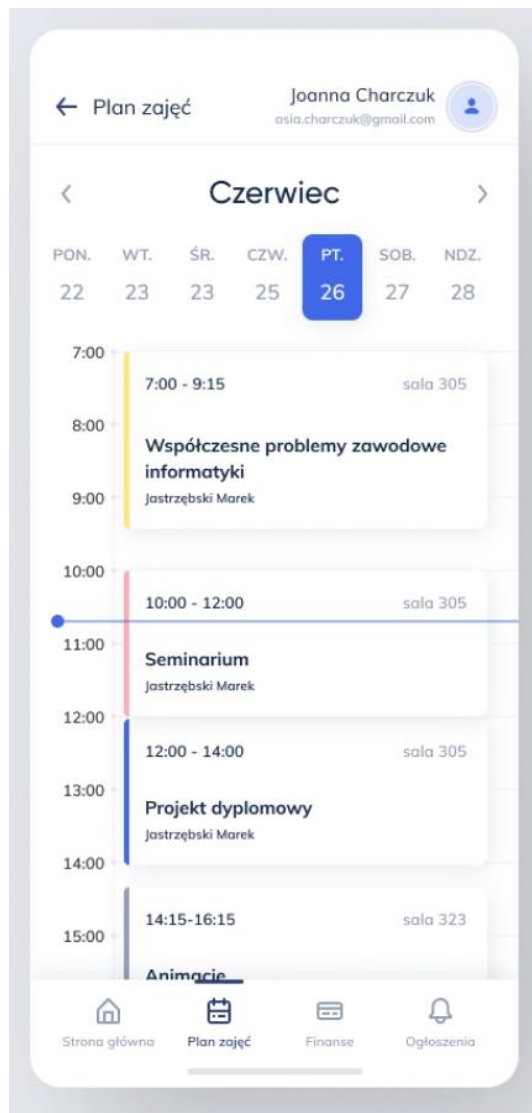 Plan zajęć
Joanna Charczuk
asia.charczuk@gmail.com
Czerwiec
PON. WT. ŚR. CZW. PT. SOB. NDZ.
22 23 23 25 26 27 28
7:00
7:00 - 9:15 sala 305
8:00
Współczesne problemy zawodowe
informatyki
9:00
Jastrzębski Marek
10:00
10:00 - 12:00 sala 305
11:00
Seminarium
Jastrzębski Marek
12:00
12:00 - 14:00 sala 305
13:00
Projekt dyplomowy
Jastrzębski Marek
14:00
14:15-16:15 sala 323
15:00
Animacje
Strona główna Plan zajęć Finanse Ogłoszenia